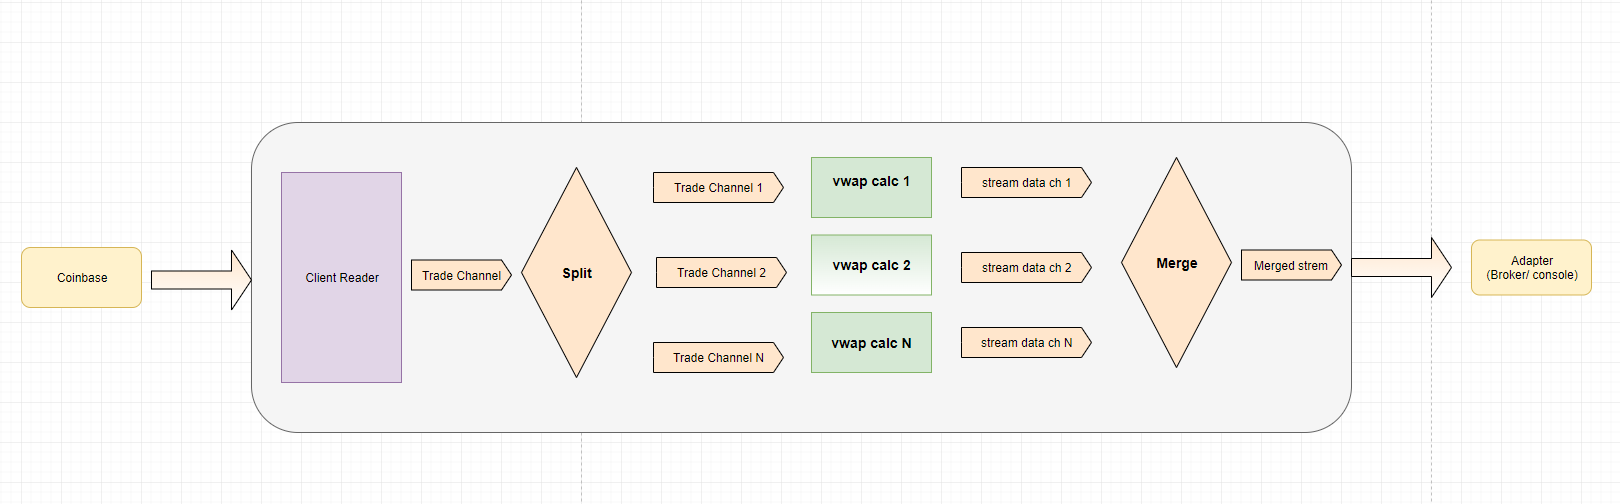 Coinbase
Client Reader
Trade Channel
Split
Trade Channel 1
Trade Channel 2
Trade Channel N
vwap calc 1
vwap calc 2
vwap calc N
stream data ch 1
stream data ch 2
stream data ch N
Merge
Merged strem
Adapter
(Broker/ console)